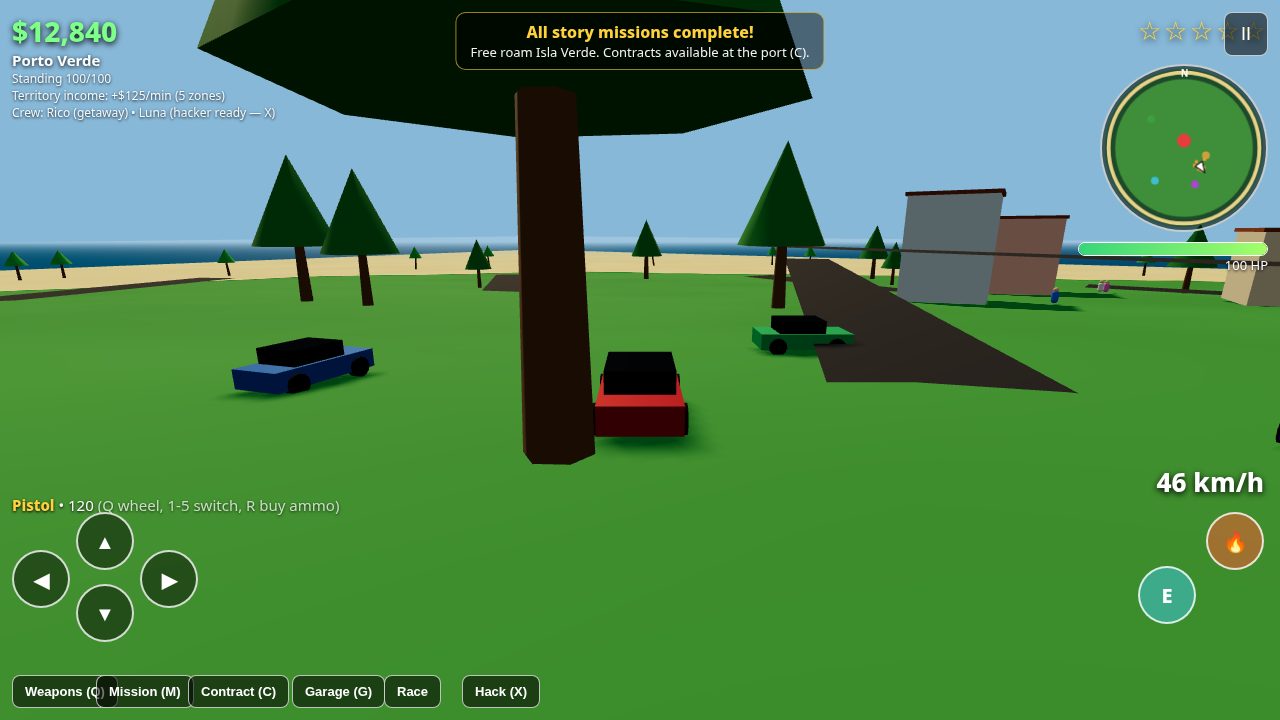 $12,840
Porto Verde
Standing 100/100
Territory income: +$125/min (5 zones)
Crew: Rico (getaway) • Luna (hacker ready — X)
All story missions complete!
Free roam Isla Verde. Contracts available at the port (C).
N
100 HP
46 km/h
Pistol • 120 (Q wheel, 1-5 switch, R buy ammo)
E
Weapons (Q) Mission (M) Contract (C) Garage (G) Race Hack (X)